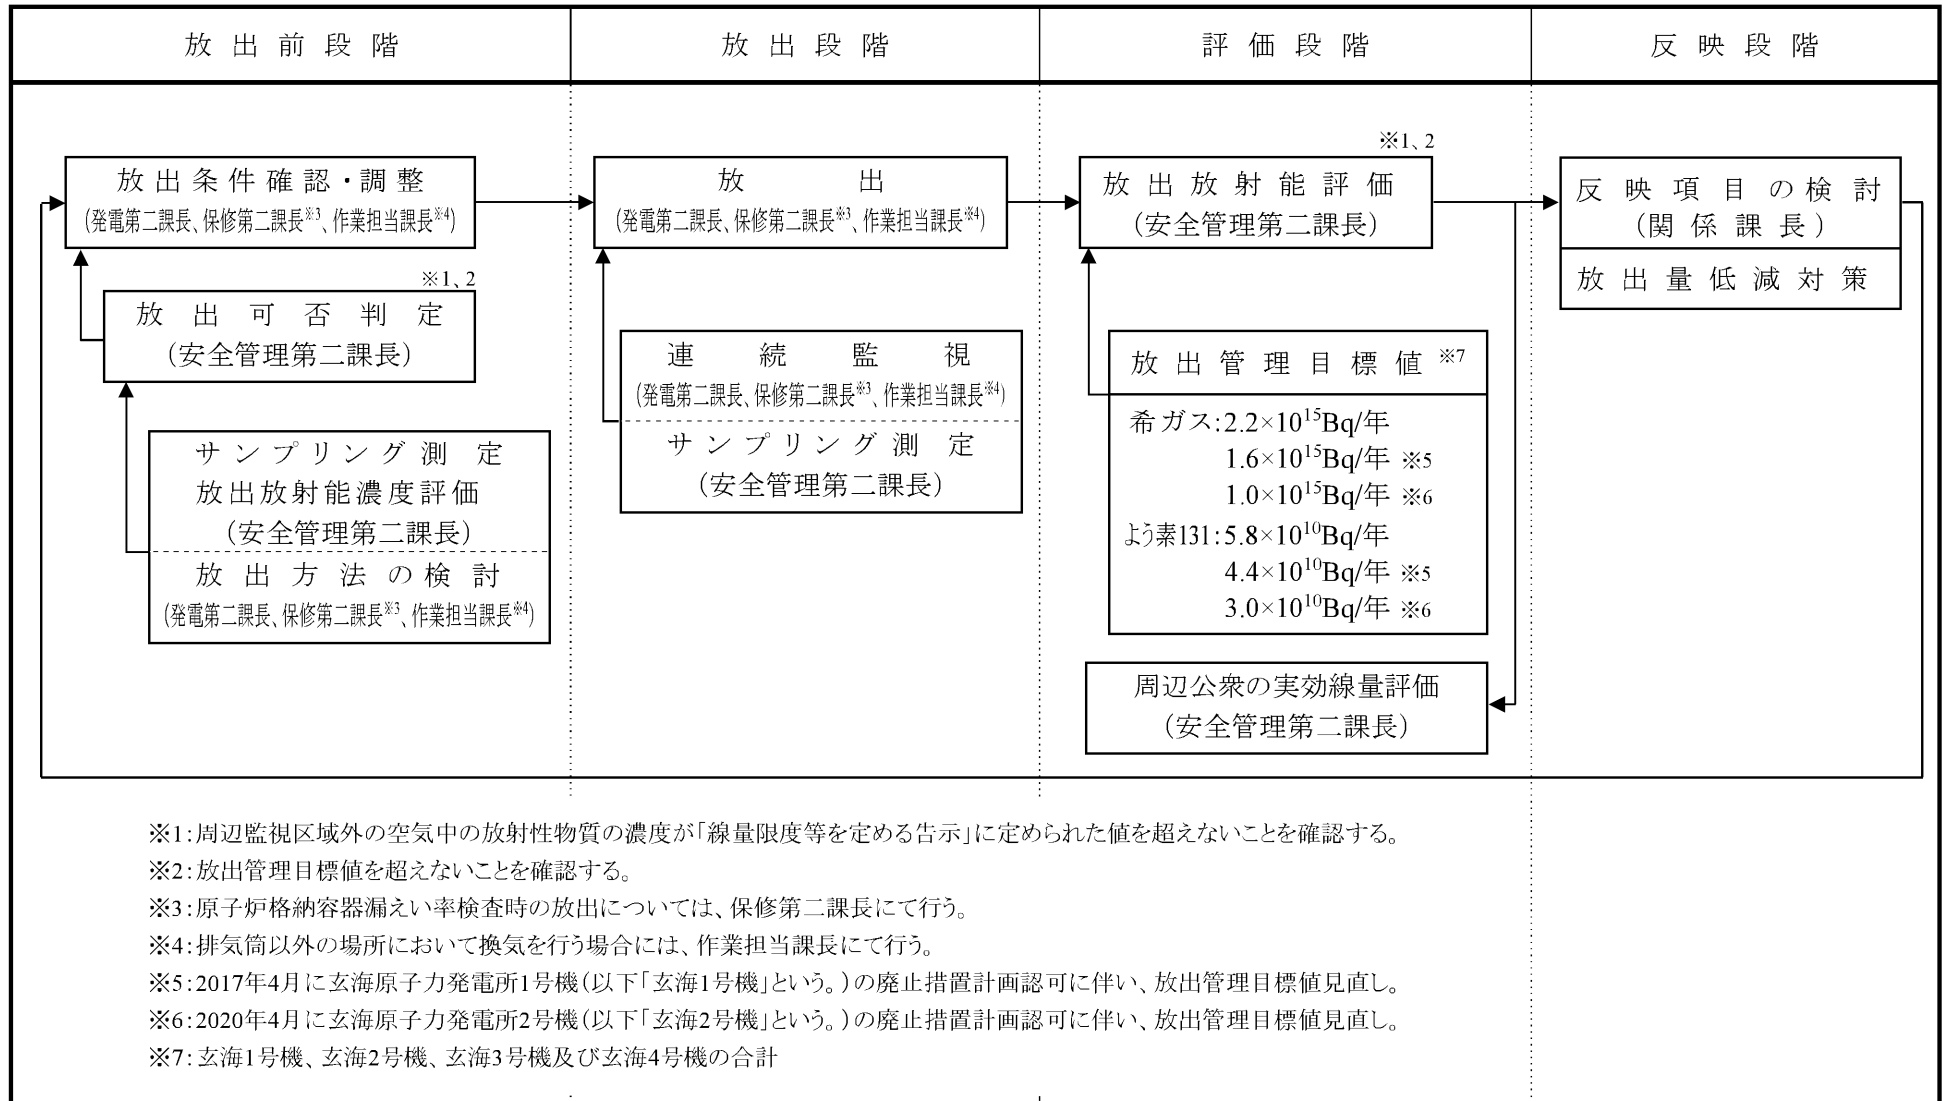 放出前段階
放出段階
評価段階
反映段階
放出条件確認・調整
(発電第二課長、保修第二課長※3、作業担当課長※4)
※1、2
放出可否判定
(安全管理第二課長)
サンプリング測定
放出放射能濃度評価
(安全管理第二課長)
放出方法の検討
(発電第二課長、保修第二課長※3、作業担当課長※4)
放出
(発電第二課長、保修第二課長※3、作業担当課長※4)
連続監視
(発電第二課長、保修第二課長※3、作業担当課長※4)
サンプリング測定
(安全管理第二課長)
※1、2
放出放射能評価
(安全管理第二課長)
放出管理目標値※7
希ガス:2.2×10¹⁵Bq/年
1.6×10¹⁵Bq/年 ※5
1.0×10¹⁵Bq/年 ※6
よう素131:5.8×10¹⁰Bq/年
4.4×10¹⁰Bq/年 ※5
3.0×10¹⁰Bq/年 ※6
周辺公衆の実効線量評価
(安全管理第二課長)
反映項目の検討
(関係課長)
放出量低減対策
※1:周辺監視区域外の空気中の放射性物質の濃度が「線量限度等を定める告示」に定められた値を超えないことを確認する。
※2:放出管理目標値を超えないことを確認する。
※3:原子炉格納容器漏えい率検査時の放出については、保修第二課長にて行う。
※4:排気筒以外の場所において換気を行う場合には、作業担当課長にて行う。
※5:2017年4月に玄海原子力発電所1号機(以下「玄海1号機」という。)の廃止措置計画認可に伴い、放出管理目標値見直し。
※6:2020年4月に玄海原子力発電所2号機(以下「玄海2号機」という。)の廃止措置計画認可に伴い、放出管理目標値見直し。
※7:玄海1号機、玄海2号機、玄海3号機及び玄海4号機の合計